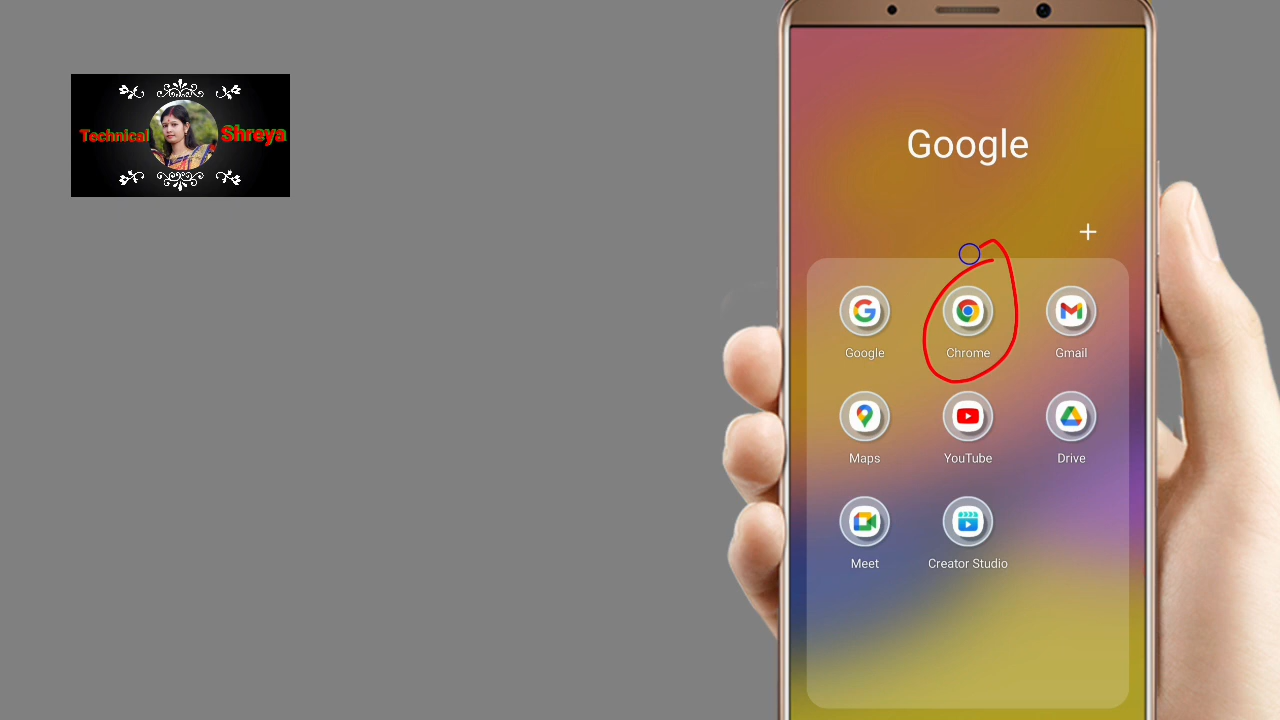 Technical Shreya
Google
+
Google Chrome Gmail
Maps YouTube Drive
Meet Creator Studio